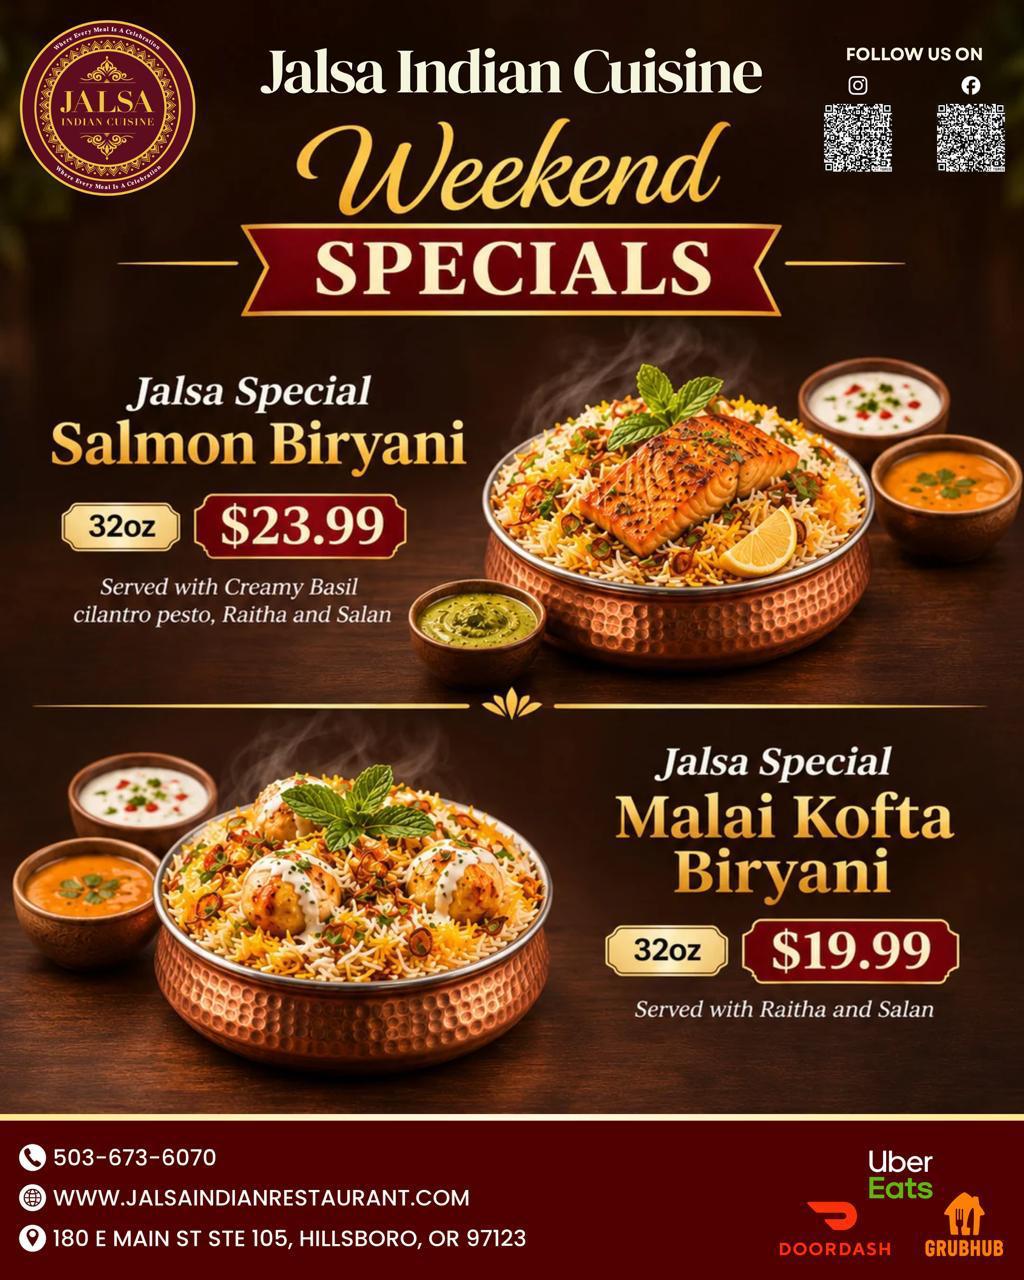 Where Every Meal Is A Celebration
JALSA
INDIAN CUISINE
Where Every Meal Is A Celebration
Jalsa Indian Cuisine
FOLLOW US ON
Weekend
SPECIALS
Jalsa Special
Salmon Biryani
32oz $23.99
Served with Creamy Basil
cilantro pesto, Raitha and Salan
Jalsa Special
Malai Kofta
Biryani
32oz $19.99
Served with Raitha and Salan
503-673-6070
WWW.JALSAINDIANRESTAURANT.COM
180 E MAIN ST STE 105, HILLSBORO, OR 97123
Uber
Eats
DOORDASH
GRUBHUB